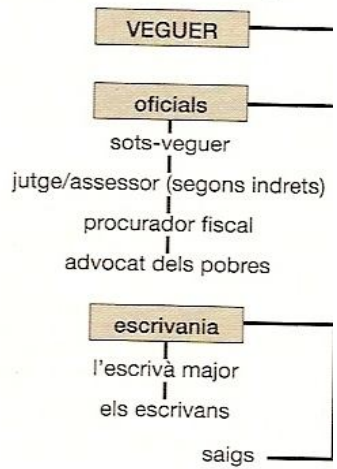 VEGUER
oficials
sots-veguer
jutge/assessor (segons indrets)
procurador fiscal
advocat dels pobres
escrivania
l'escrivà major
els escrivans
saigs